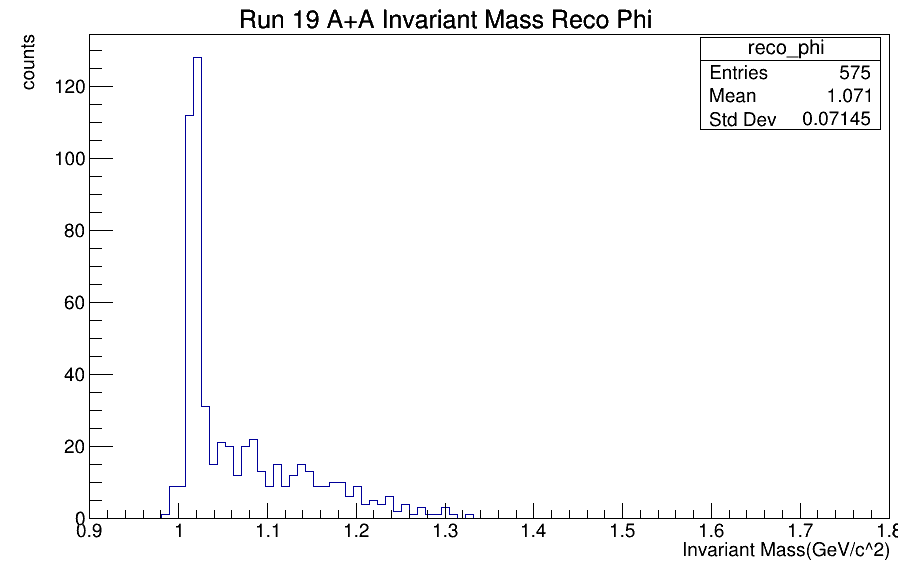 Run 19 A+A Invariant Mass Reco Phi
counts
reco_phi
Entries 575
Mean 1.071
Std Dev 0.07145
120
100
80
60
40
20
0
0.9 1 1.1 1.2 1.3 1.4 1.5 1.6 1.7 1.8
Invariant Mass(GeV/c^2)